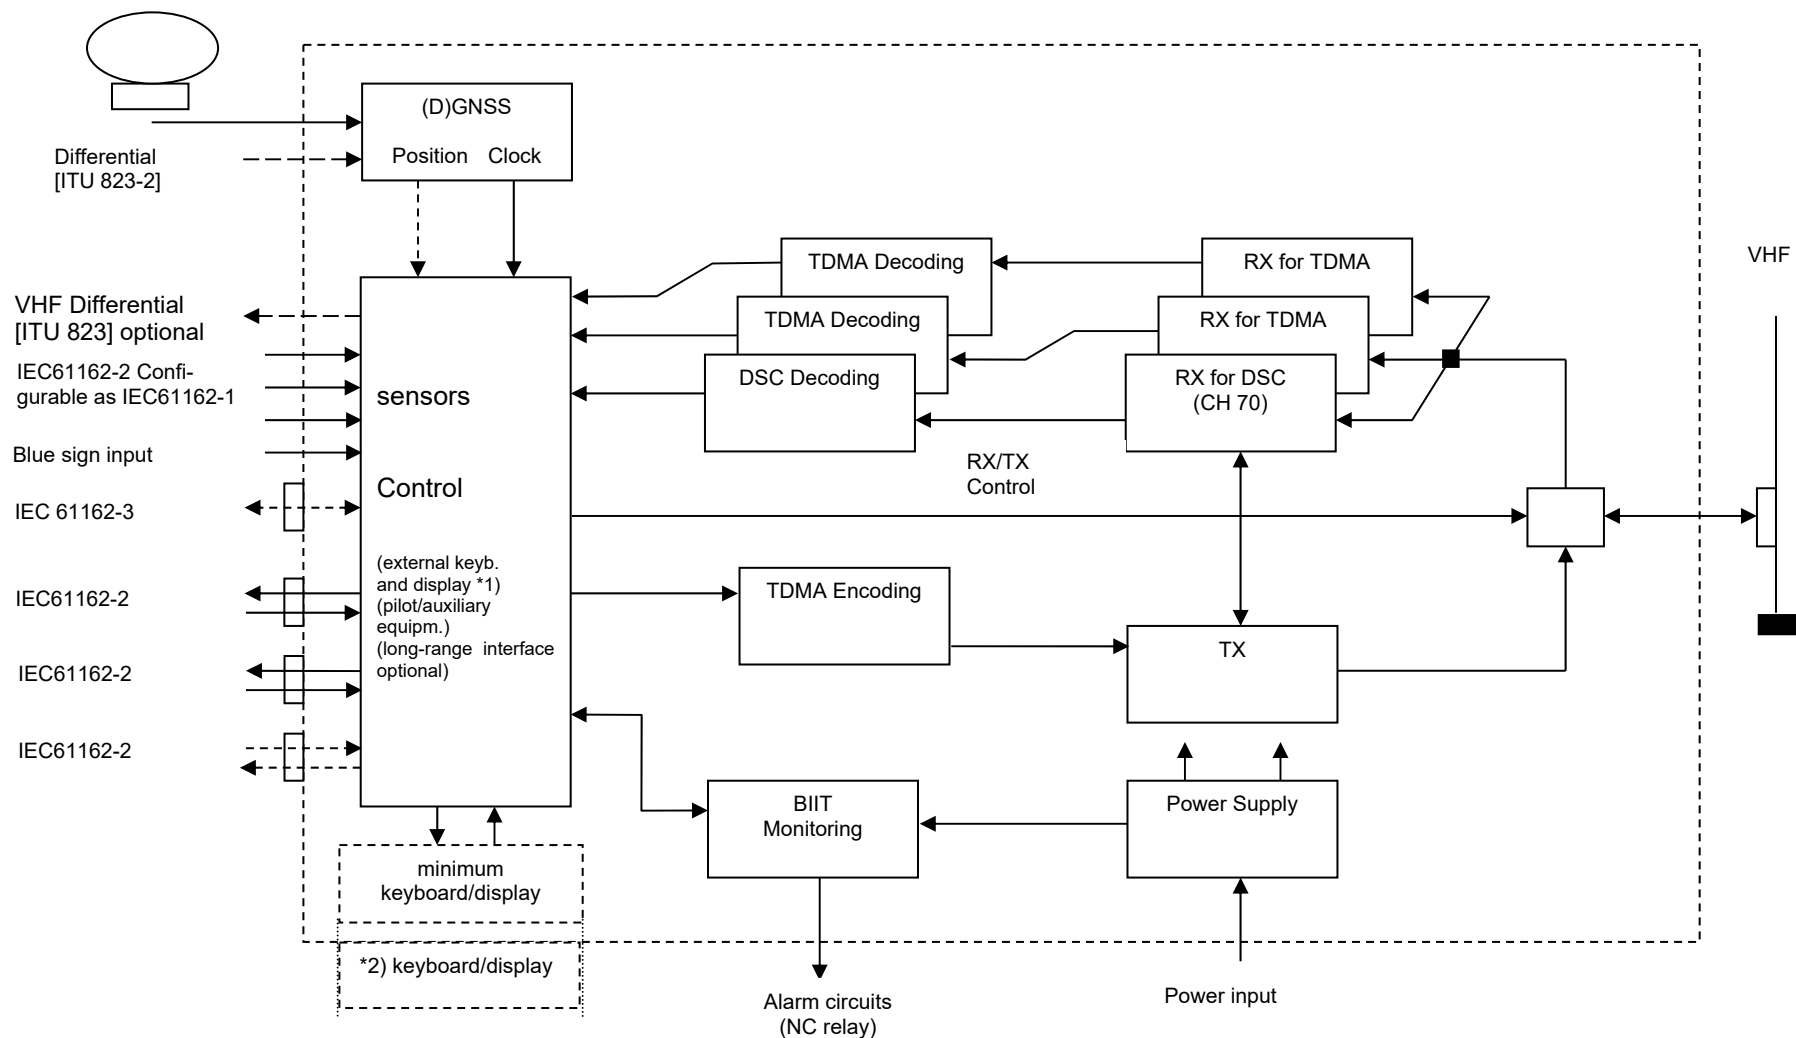 (D)GNSS
Position Clock
Differential
[ITU 823-2]
VHF Differential
[ITU 823] optional
IEC61162-2 Confi-
gurable as IEC61162-1
Blue sign input
IEC 61162-3
IEC61162-2
IEC61162-2
IEC61162-2
sensors
Control
(external keyb.
and display *1)
(pilot/auxiliary
equipm.)
(long-range interface
optional)
minimum
keyboard/display
*2) keyboard/display
TDMA Decoding
TDMA Decoding
DSC Decoding
RX for TDMA
RX for TDMA
RX for DSC
(CH 70)
RX/TX
Control
TDMA Encoding
TX
BIIT
Monitoring
Power Supply
Alarm circuits
(NC relay)
Power input
VHF